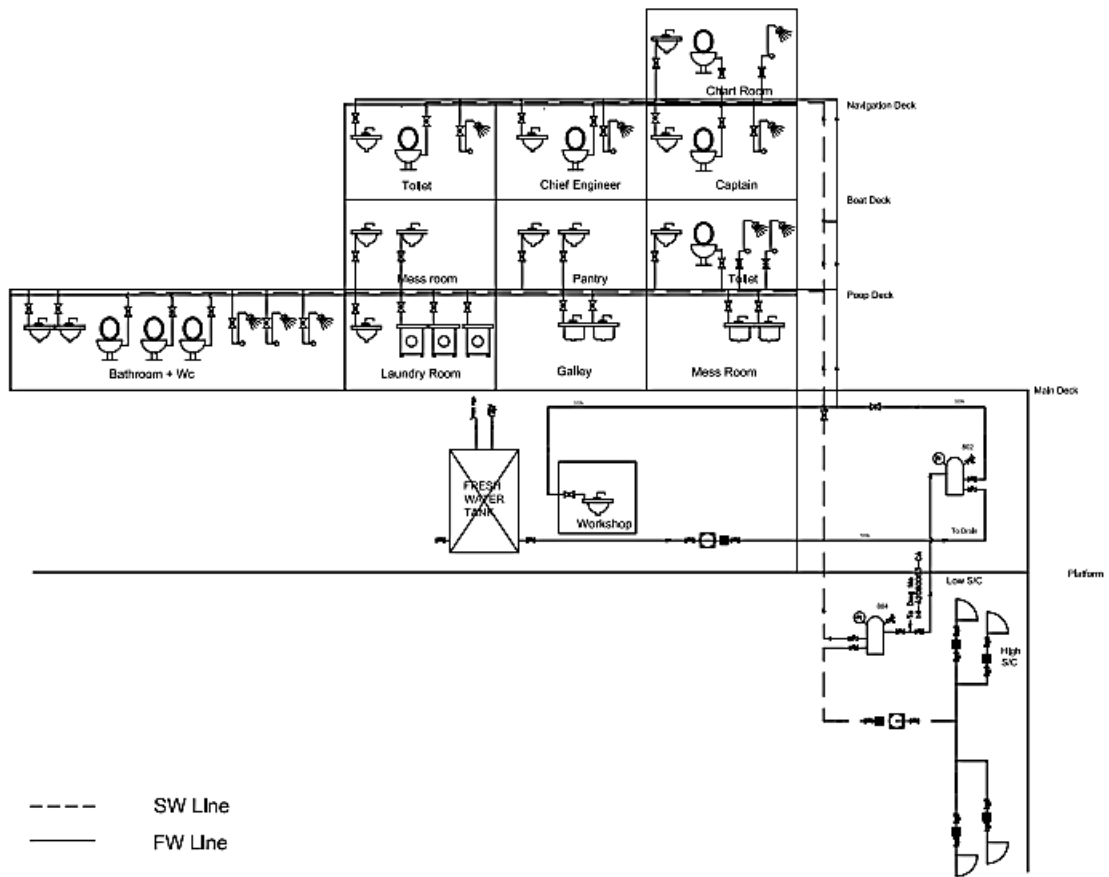 Chart Room
Navigation Deck
Toilet
Chief Engineer
Captain
Boat Deck
Mess room
Pantry
Toilet
Poop Deck
Bathroom + Wc
Laundry Room
Galley
Mess Room
Main Deck
802
FRESH
WATER
TANK
Workshop
To Drain
Platform
Low S/C
804
High
S/C
SW Line
FW Line